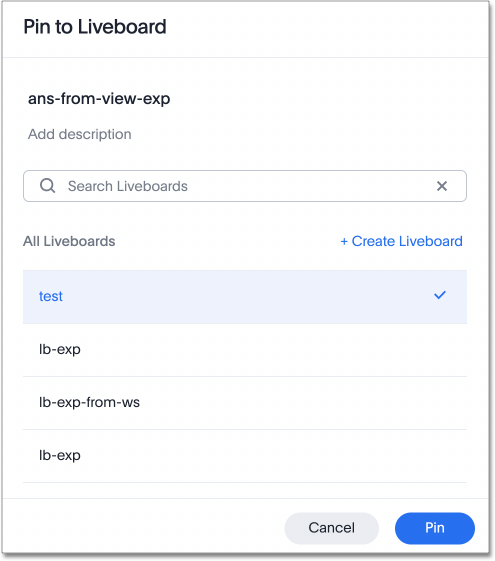 Pin to Liveboard
ans-from-view-exp
Add description
Search Liveboards
All Liveboards + Create Liveboard
test
lb-exp
lb-exp-from-ws
lb-exp
Cancel Pin